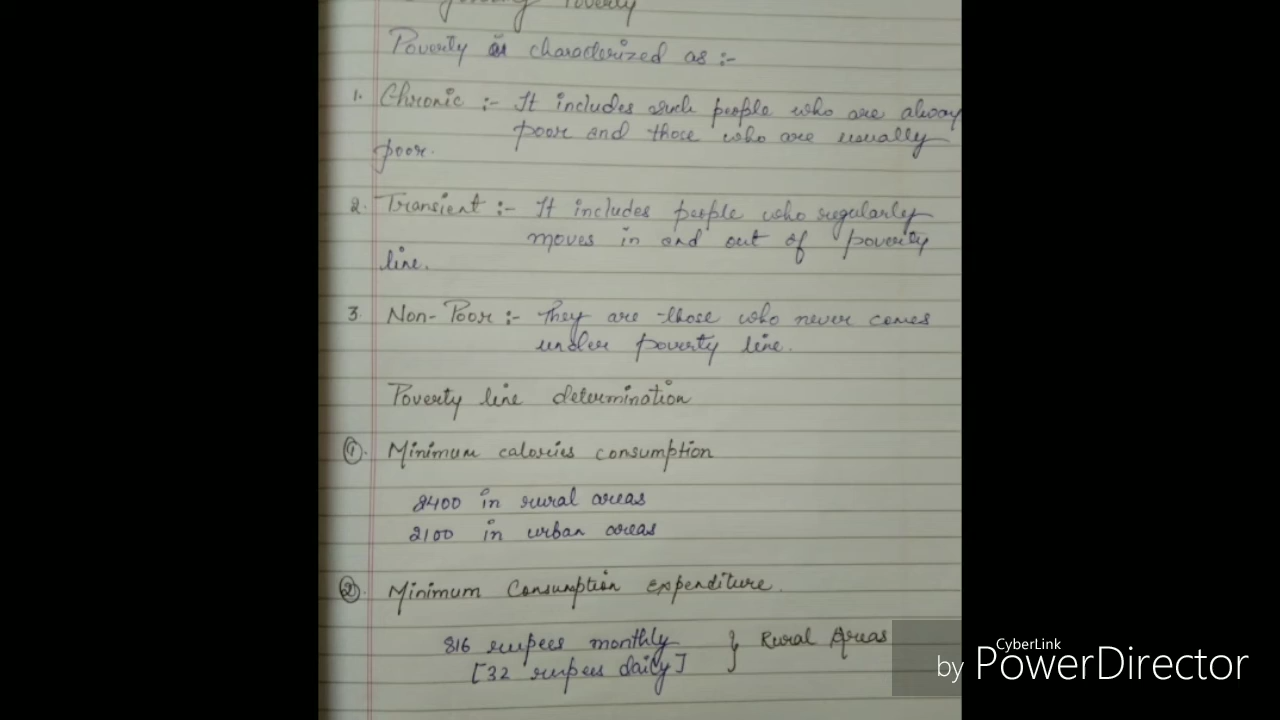 Poverty
Poverty is characterized as :-
1. Chronic :- It includes such people who are alway
poor and those who are usually
poor.
2. Transient :- It includes people who regularly
moves in and out of poverty
line.
3. Non-Poor :- They are those who never comes
under poverty line.
Poverty line determination
① Minimum calories consumption
2400 in rural areas
2100 in urban areas
② Minimum Consumption expenditure.
816 rupees monthly } Rural Areas
[32 rupees daily]
CyberLink
by PowerDirector